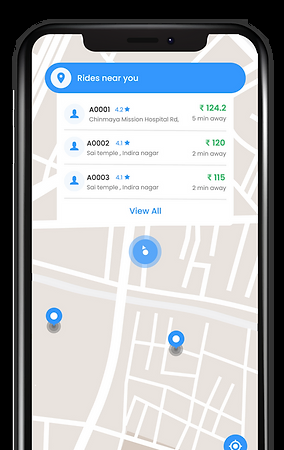 Rides near you
A0001 4.2 ₹ 124.2
Chinmaya Mission Hospital Rd, 5 min away
A0002 4.1 ₹ 120
Sai temple , Indira nagar 2 min away
A0003 4.1 ₹ 115
Sai temple , Indira nagar 2 min away
View All